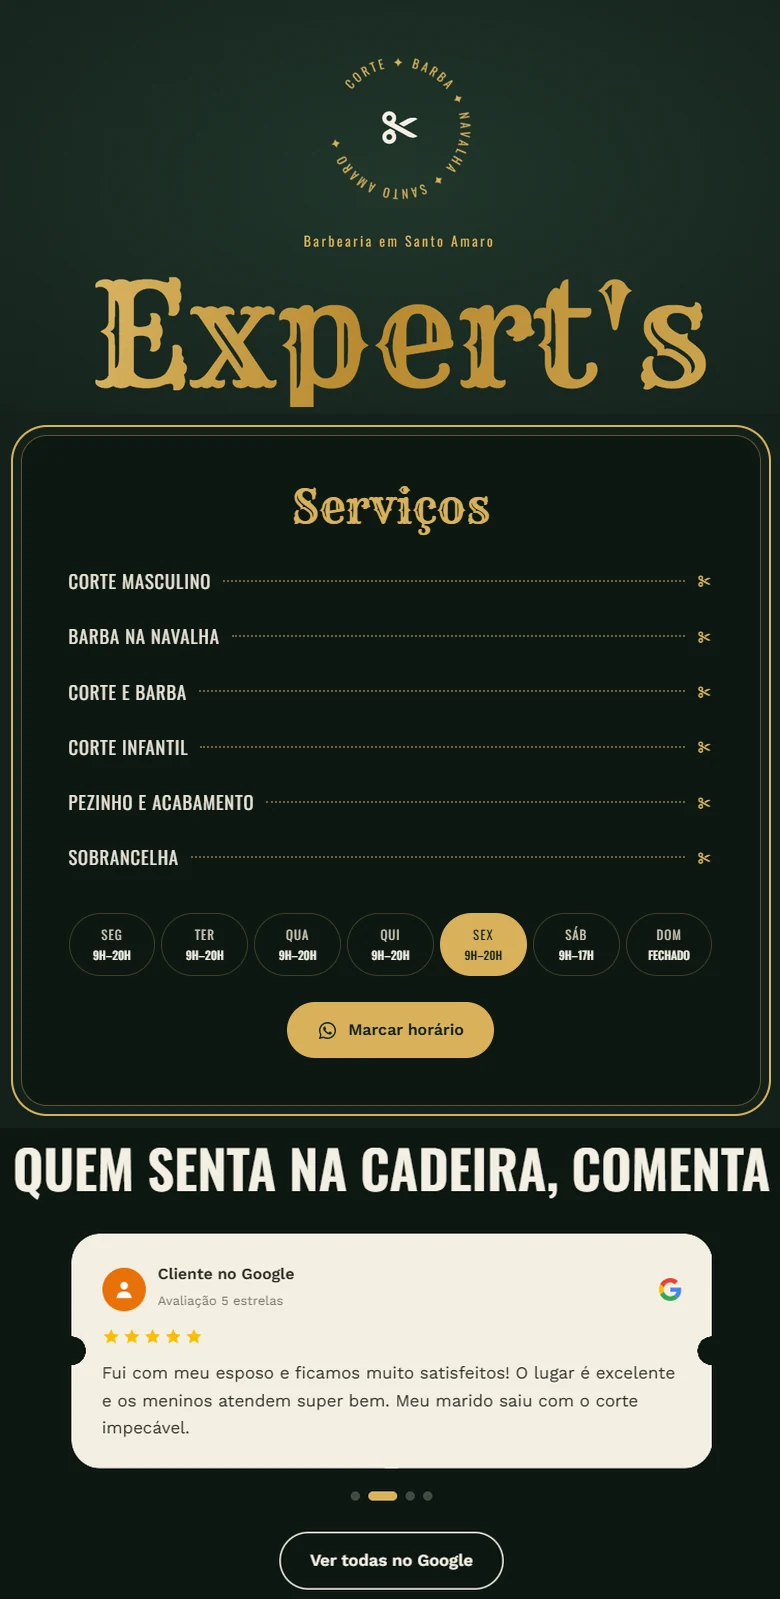 CORTE ✦ BARBA ✦ NAVALHA ✦ SANTO AMARO ✦
Barbearia em Santo Amaro
Expert's
Serviços
CORTE MASCULINO
BARBA NA NAVALHA
CORTE E BARBA
CORTE INFANTIL
PEZINHO E ACABAMENTO
SOBRANCELHA
SEG TER QUA QUI SEX SÁB DOM
9H–20H 9H–20H 9H–20H 9H–20H 9H–20H 9H–17H FECHADO
Marcar horário
QUEM SENTA NA CADEIRA, COMENTA
Cliente no Google
Avaliação 5 estrelas
Fui com meu esposo e ficamos muito satisfeitos! O lugar é excelente
e os meninos atendem super bem. Meu marido saiu com o corte
impecável.
Ver todas no Google